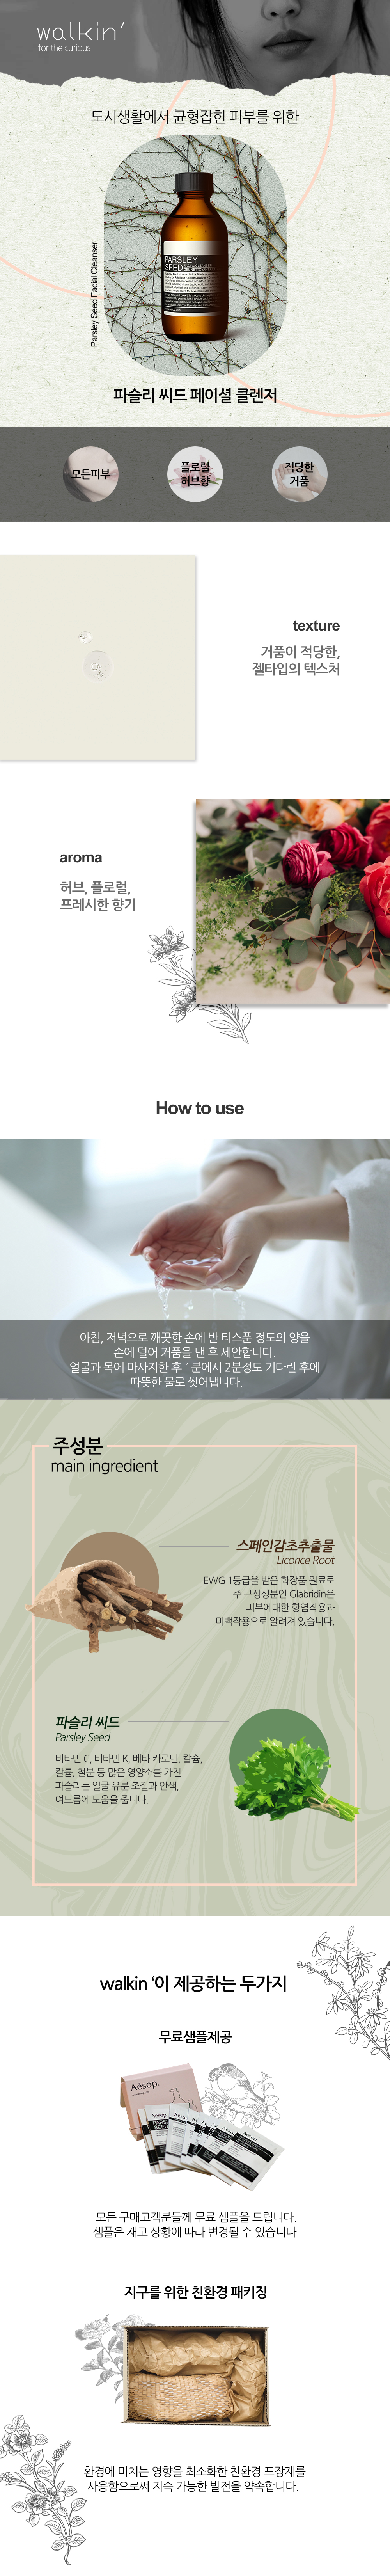 walkin'
for the curious
도시생활에서 균형잡힌 피부를 위한
Parsley Seed Facial Cleanser
PARSLEY
SEED
파슬리 씨드 페이셜 클렌저
모든피부
플로럴
허브향
적당한
거품
texture
거품이 적당한,
젤타입의 텍스처
aroma
허브, 플로럴,
프레시한 향기
How to use
아침, 저녁으로 깨끗한 손에 반 티스푼 정도의 양을
손에 덜어 거품을 낸 후 세안합니다.
얼굴과 목에 마사지한 후 1분에서 2분정도 기다린 후에
따뜻한 물로 씻어냅니다.
주성분
main ingredient
스페인감초추출물
Licorice Root
EWG 1등급을 받은 화장품 원료로
주 구성성분인 Glabridin은
피부에대한 항염작용과
미백작용으로 알려져 있습니다.
파슬리 씨드
Parsley Seed
비타민 C, 비타민 K, 베타 카로틴, 칼슘,
칼륨, 철분 등 많은 영양소를 가진
파슬리는 얼굴 유분 조절과 안색,
여드름에 도움을 줍니다.
walkin ‘이 제공하는 두가지
무료샘플제공
Aēsop.
Aēsop.
모든 구매고객분들께 무료 샘플을 드립니다.
샘플은 재고 상황에 따라 변경될 수 있습니다
지구를 위한 친환경 패키징
환경에 미치는 영향을 최소화한 친환경 포장재를
사용함으로써 지속 가능한 발전을 약속합니다.